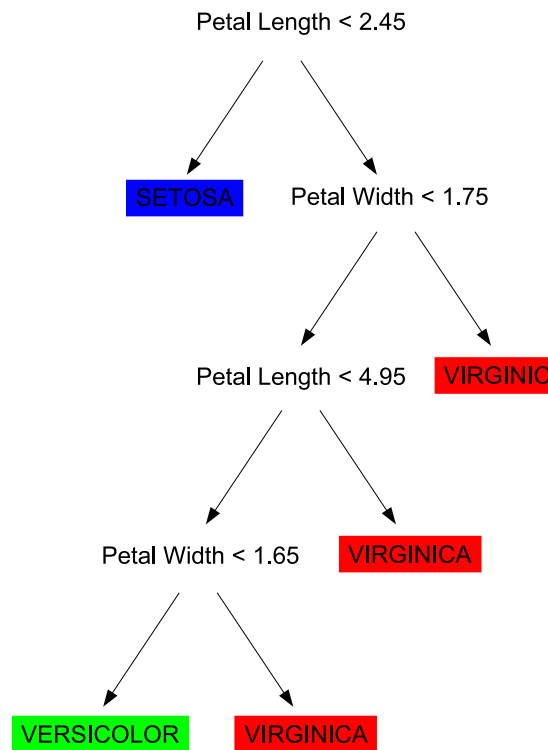 Petal Length < 2.45
SETOSA
Petal Width < 1.75
Petal Length < 4.95
VIRGINIC
Petal Width < 1.65
VIRGINICA
VERSICOLOR
VIRGINICA